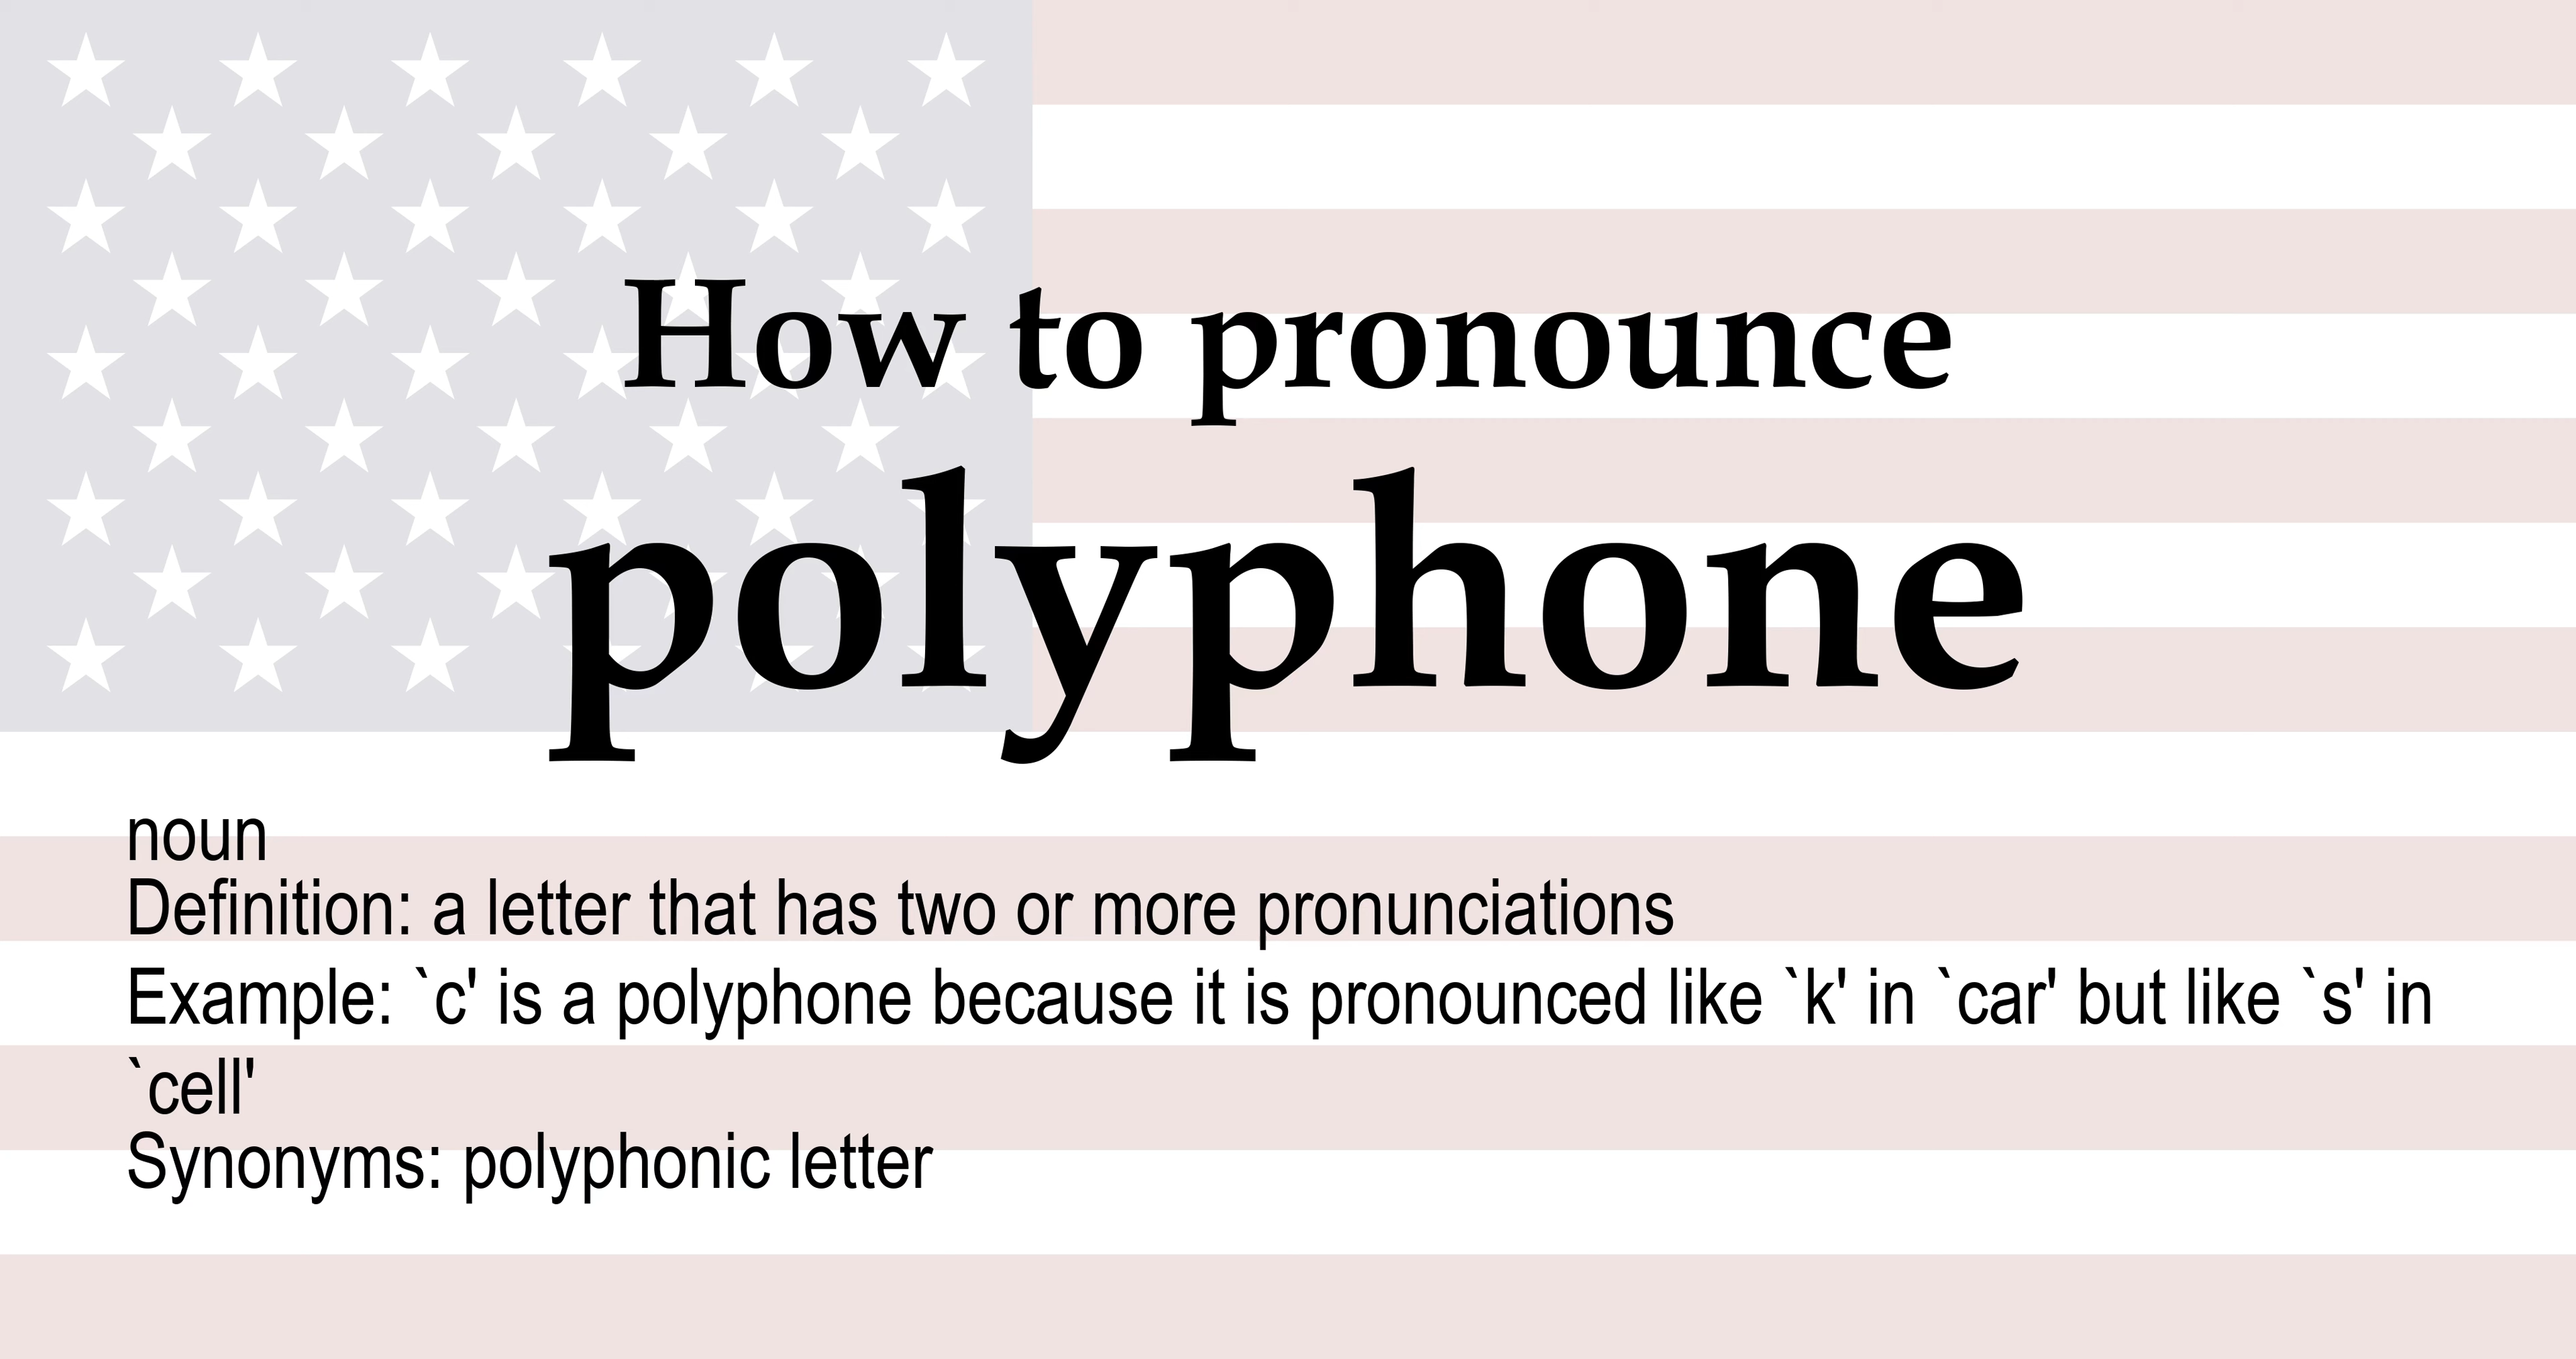 How to pronounce
polyphone
noun
Definition: a letter that has two or more pronunciations
Example: `c' is a polyphone because it is pronounced like `k' in `car' but like `s' in
`cell'
Synonyms: polyphonic letter